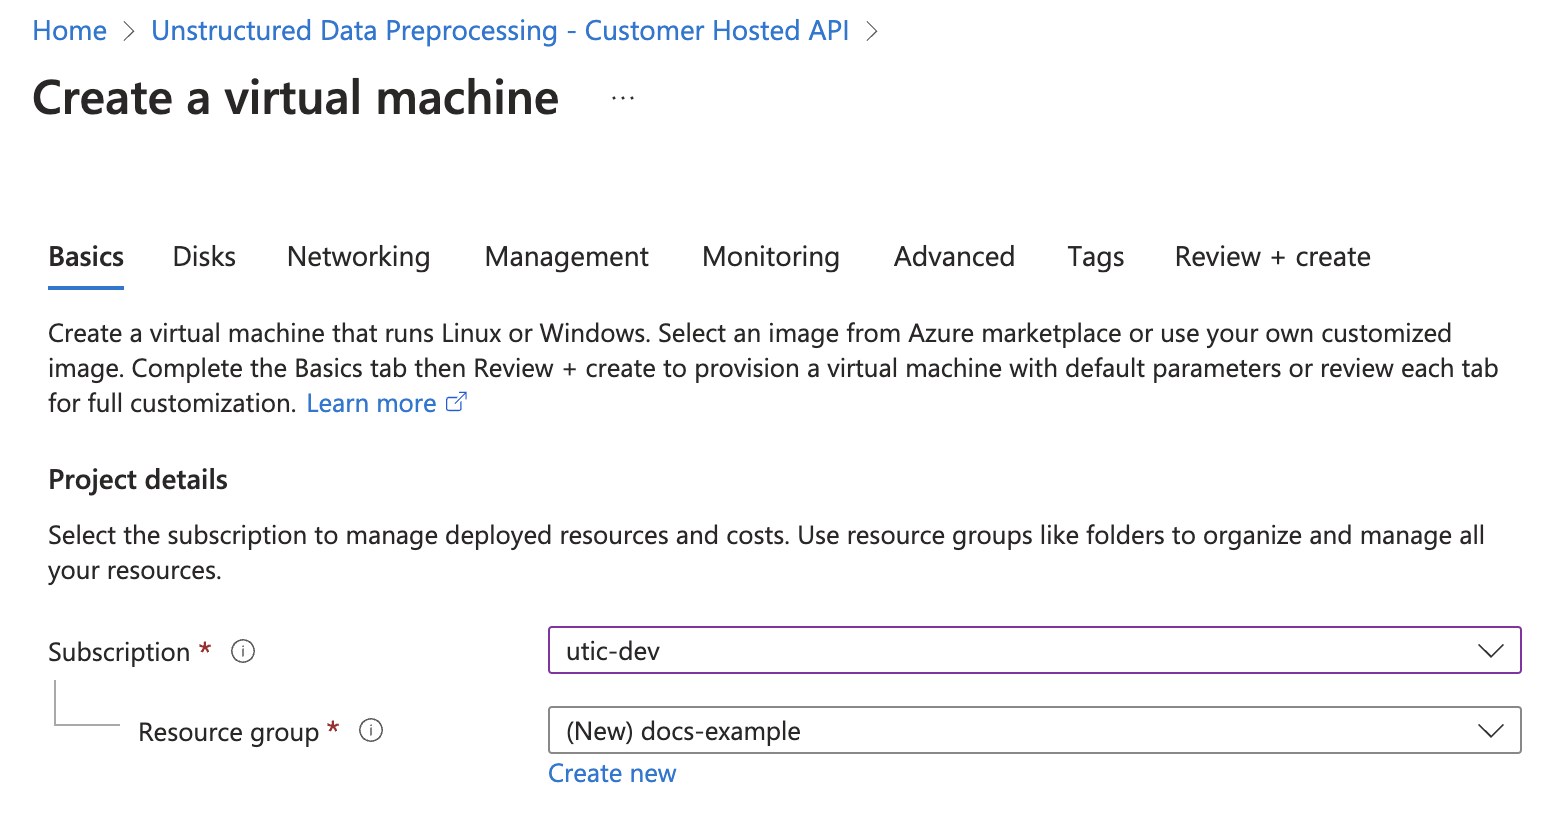 Home > Unstructured Data Preprocessing - Customer Hosted API >
Create a virtual machine ...
Basics Disks Networking Management Monitoring Advanced Tags Review + create
Create a virtual machine that runs Linux or Windows. Select an image from Azure marketplace or use your own customized
image. Complete the Basics tab then Review + create to provision a virtual machine with default parameters or review each tab
for full customization. Learn more
Project details
Select the subscription to manage deployed resources and costs. Use resource groups like folders to organize and manage all
your resources.
Subscription * utic-dev
Resource group * (New) docs-example
Create new